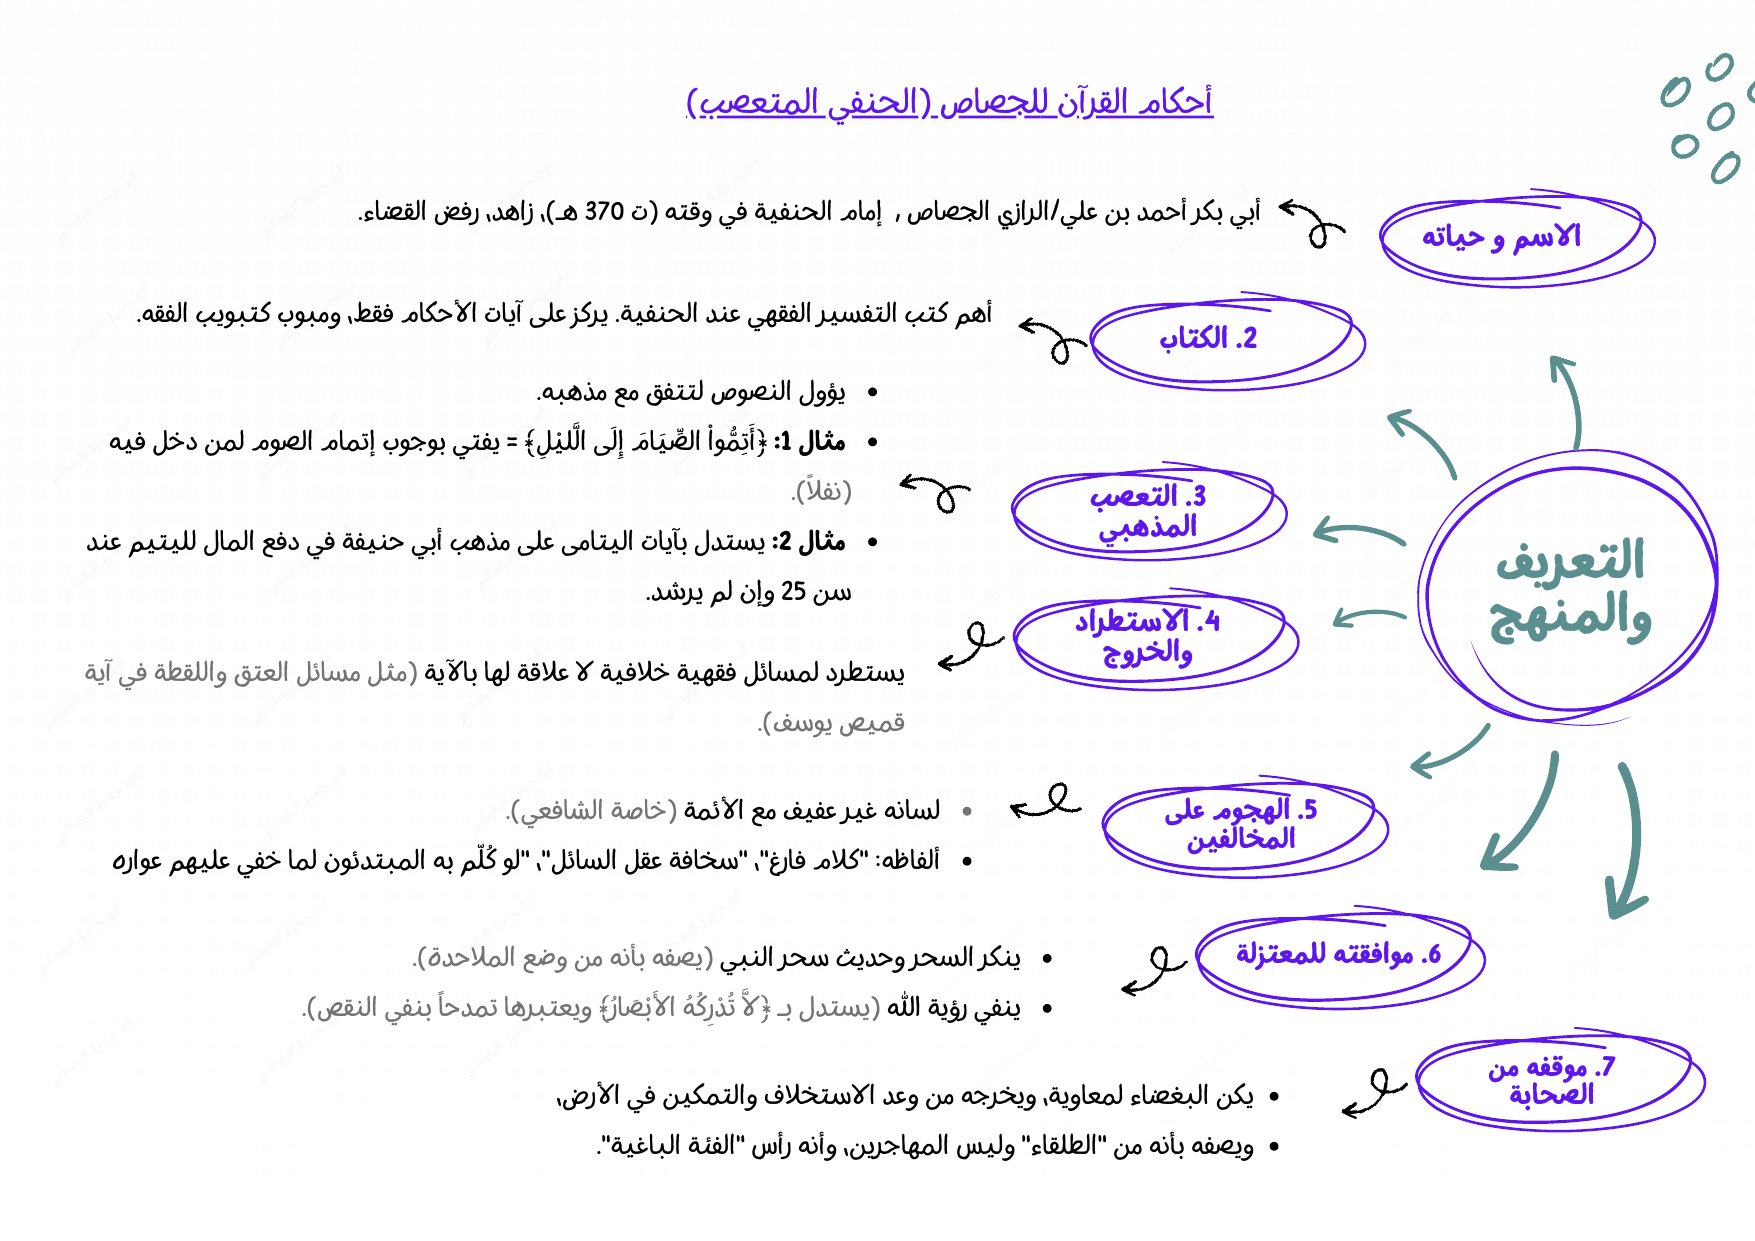 أحكام القرآن للجصاص (الحنفي المتعصب)
الاسم و حياته
أبي بكر أحمد بن علي/الرازي الجصاص , إمام الحنفية في وقته (ت 370 هـ)، زاهد، رفض القضاء.
2. الكتاب
أهم كتب التفسير الفقهي عند الحنفية. يركز على آيات الأحكام فقط، ومبوب كتبويب الفقه.
3. التعصب
المذهبي
• يؤول النصوص لتتفق مع مذهبه.
• مثال 1: ﴿أَتِمُّواْ الصِّيَامَ إِلَى الَّليْلِ﴾ = يفتي بوجوب إتمام الصوم لمن دخل فيه
(نفلاً).
• مثال 2: يستدل بآيات اليتامى على مذهب أبي حنيفة في دفع المال لليتيم عند
سن 25 وإن لم يرشد.
التعريف
والمنهج
4. الاستطراد
والخروج
يستطرد لمسائل فقهية خلافية لا علاقة لها بالآية (مثل مسائل العتق واللقطة في آية
قميص يوسف).
5. الهجوم على
المخالفين
• لسانه غير عفيف مع الأئمة (خاصة الشافعي).
• ألفاظه: "كلام فارغ"، "سخافة عقل السائل"، "لو كُلّم به المبتدئون لما خفي عليهم عواره
6. موافقته للمعتزلة
• ينكر السحر وحديث سحر النبي (يصفه بأنه من وضع الملاحدة).
• ينفي رؤية الله (يستدل بـ ﴿لاَّ تُدْرِكُهُ الأَبْصَارُ﴾ ويعتبرها تمدحاً بنفي النقص).
7. موقفه من
الصحابة
• يكن البغضاء لمعاوية، ويخرجه من وعد الاستخلاف والتمكين في الأرض،
• ويصفه بأنه من "الطلقاء" وليس المهاجرين، وأنه رأس "الفئة الباغية".